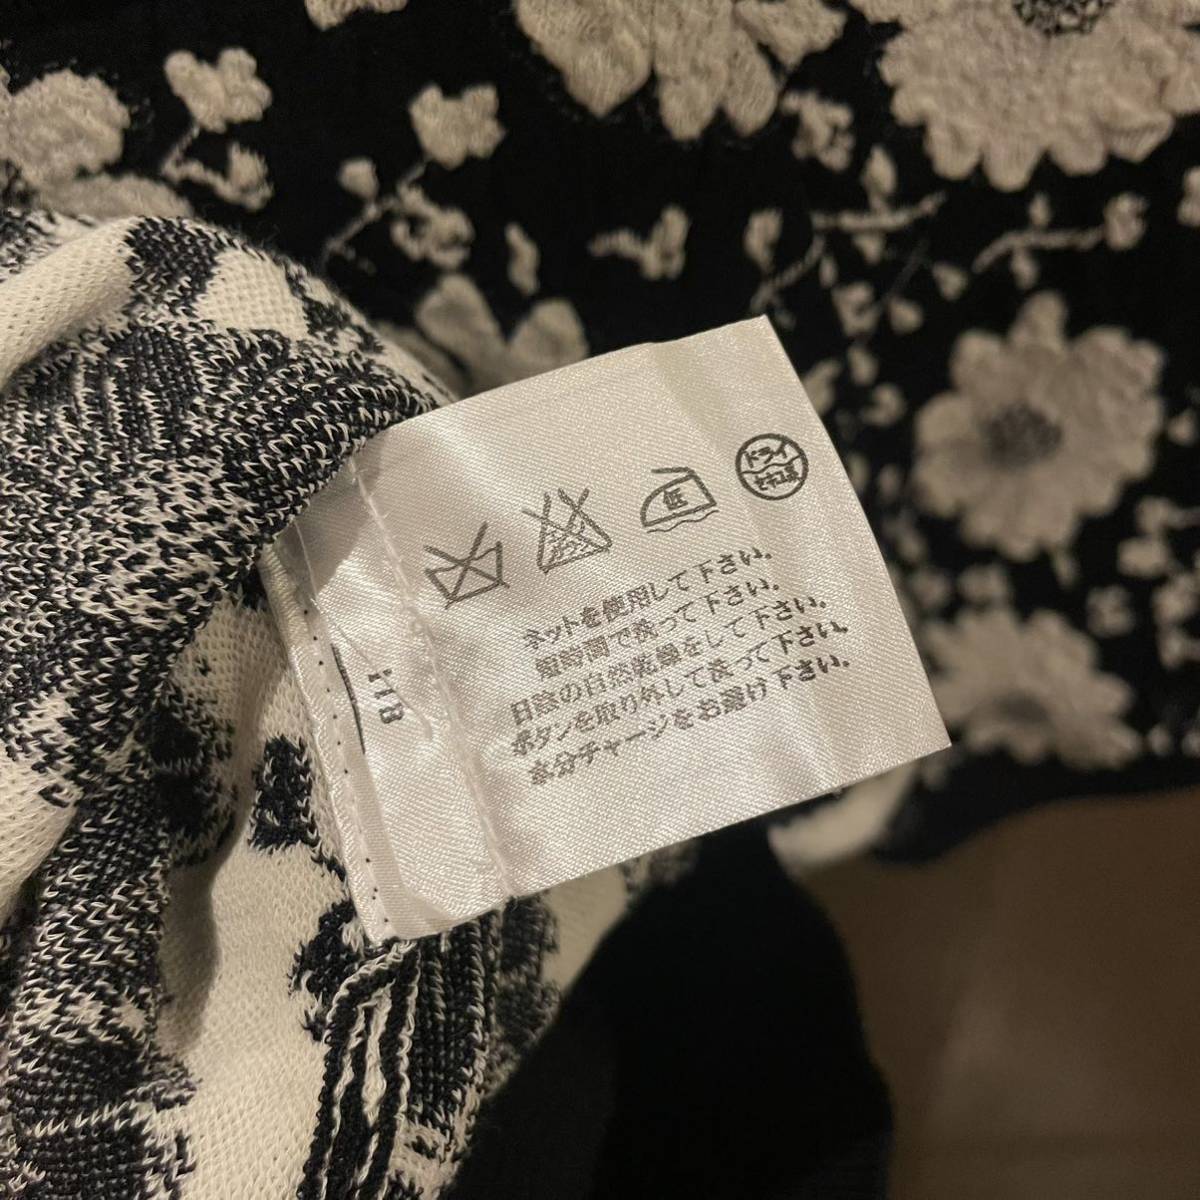 低
ドライ
セキユ系
ネットを使用して下さい。
短時間で洗って下さい。
日陰の自然乾燥をして下さい。
ボタンを取り外して洗って下さい。
水分チャージをお避け下さい。